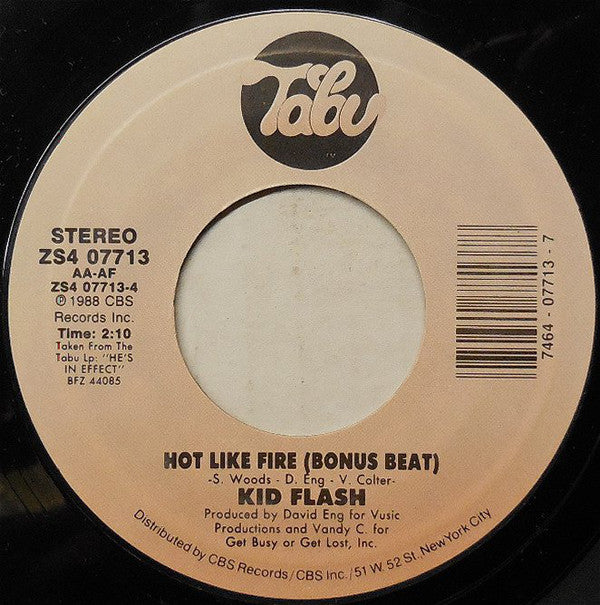 Tabu
TM
STEREO
ZS4 07713
AA-AF
ZS4 07713-4
℗ 1988 CBS
Records Inc.
Time: 2:10
Taken From The
Tabu Lp: "HE'S
IN EFFECT"
BFZ 44085
7464 - 07713 - 7
HOT LIKE FIRE (BONUS BEAT)
-S. Woods - D. Eng - V. Colter-
KID FLASH
Produced by David Eng for Vusic
Productions and Vandy C. for
Get Busy or Get Lost, Inc.
Distributed by CBS Records/CBS Inc./51 W. 52 St., New York City